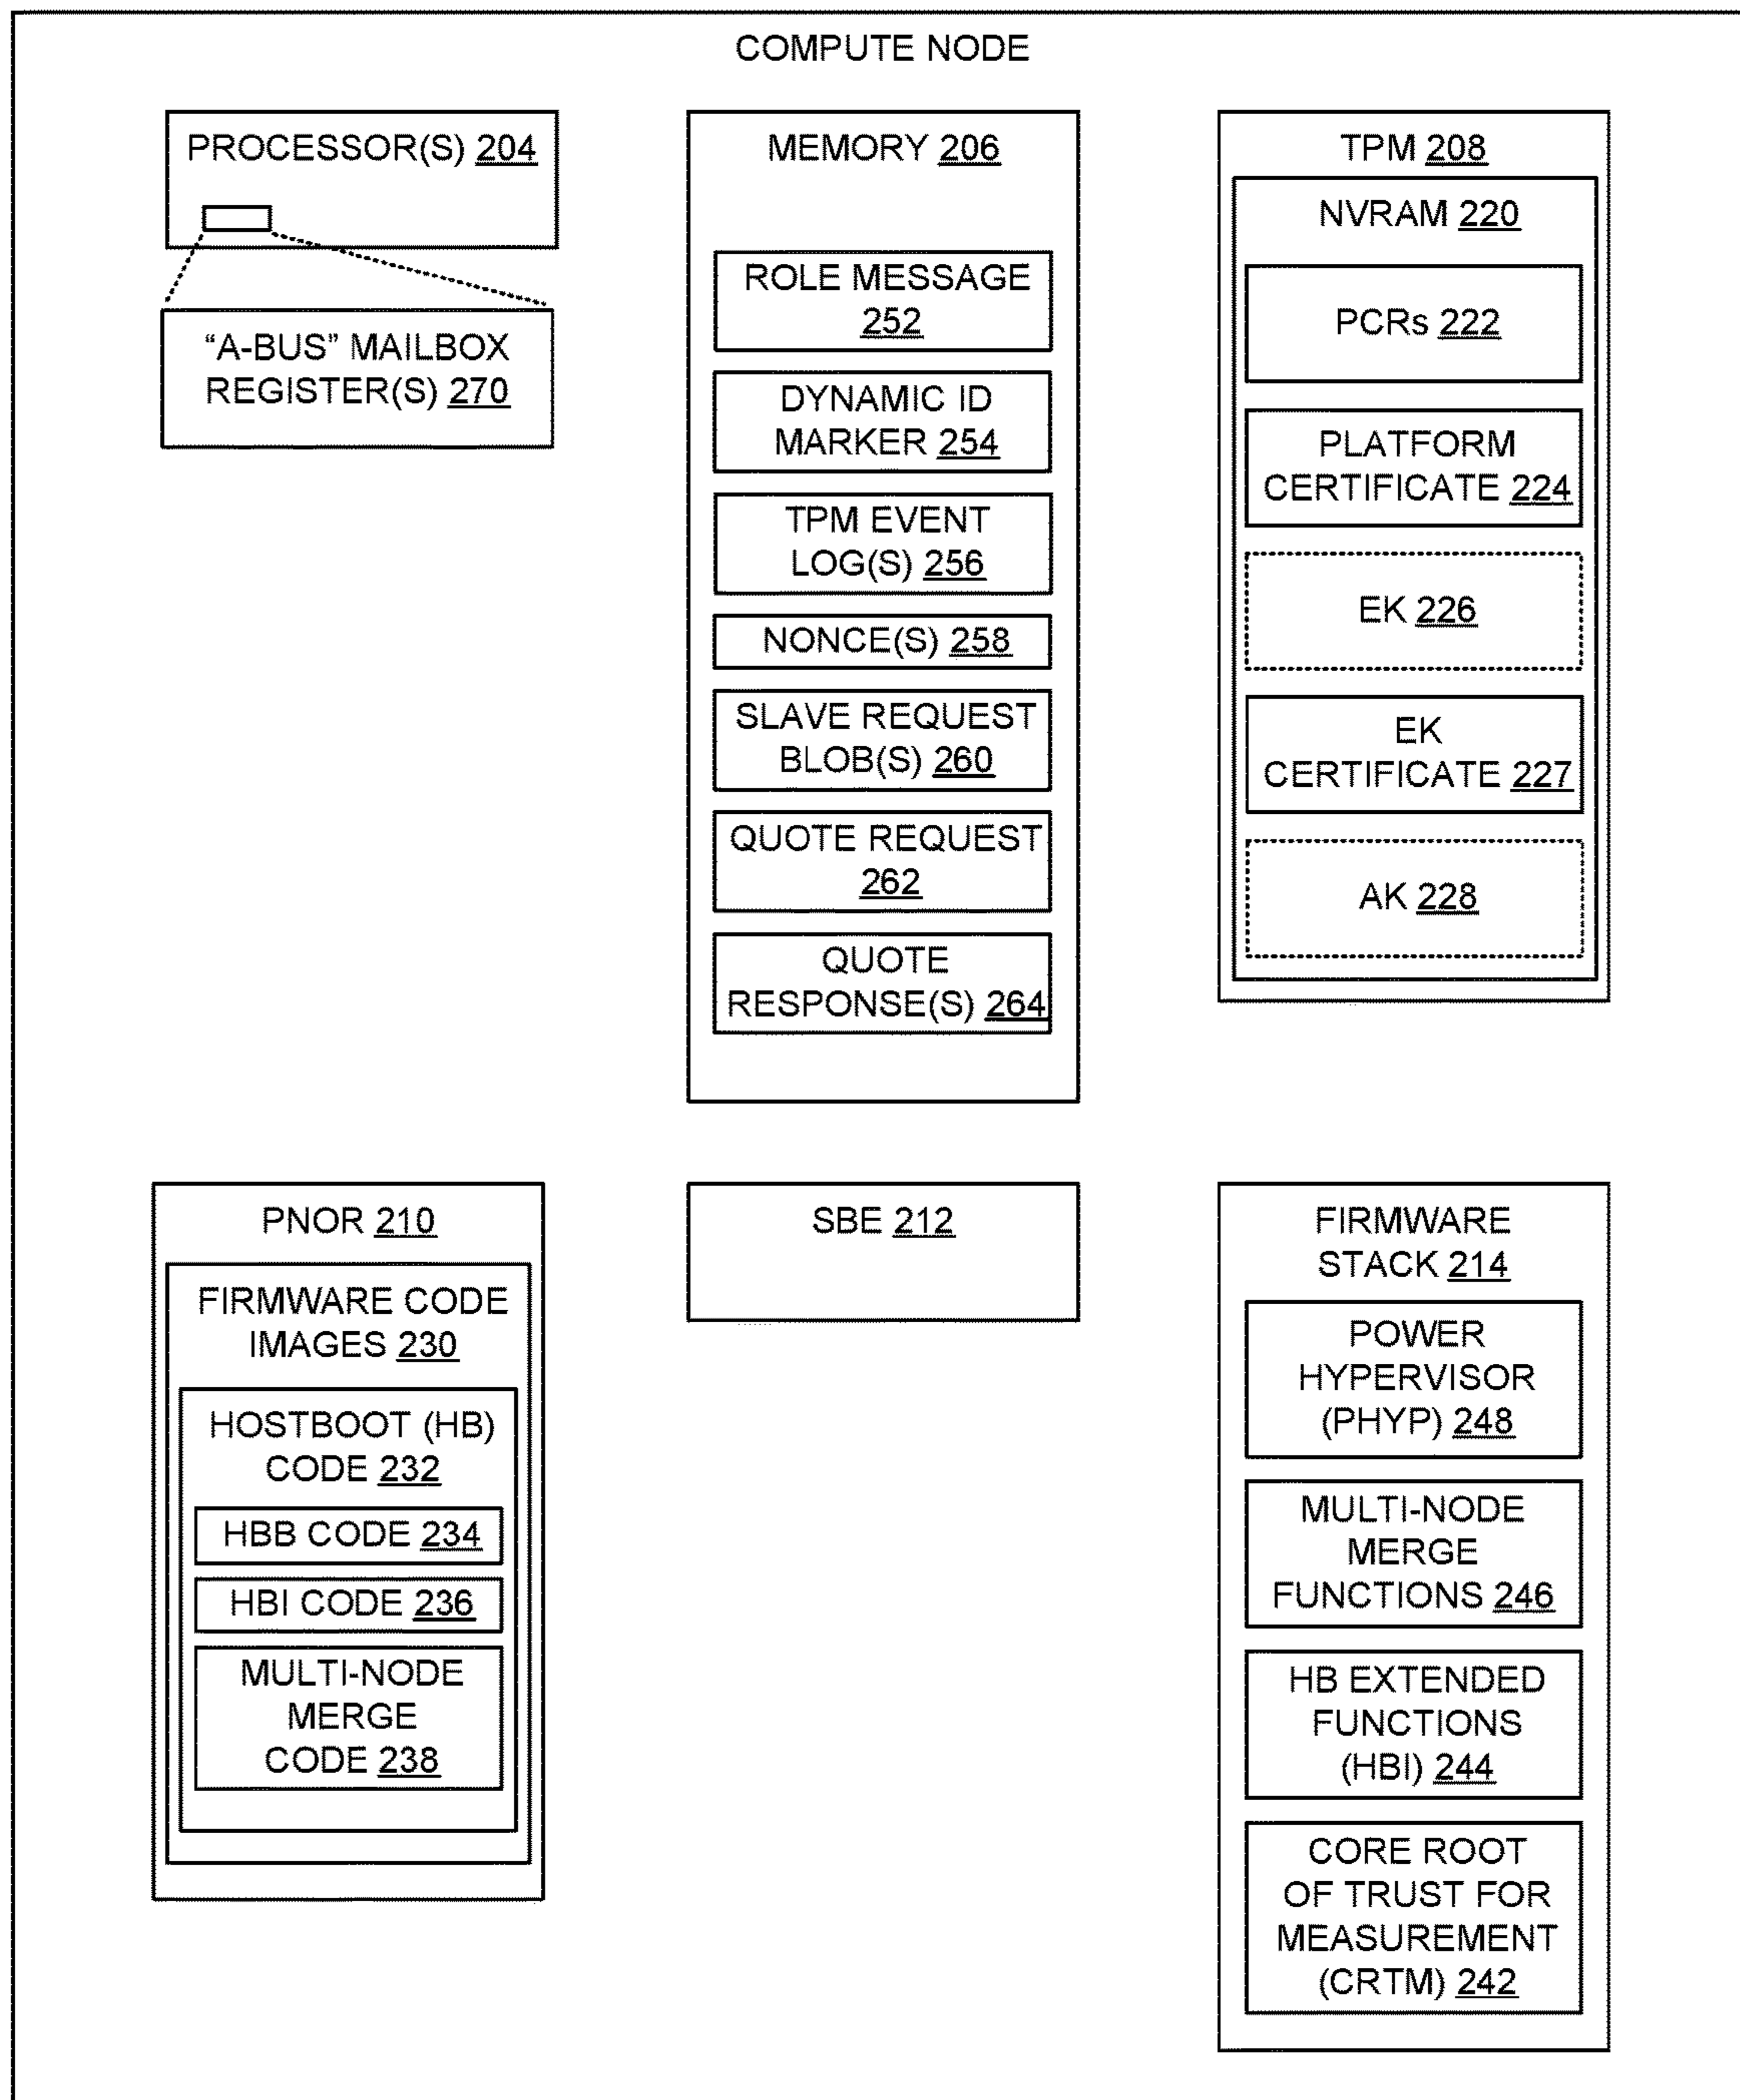 COMPUTE NODE
PROCESSOR(S) 204
“A-BUS” MAILBOX
REGISTER(S) 270
MEMORY 206
ROLE MESSAGE
252
DYNAMIC ID
MARKER 254
TPM EVENT
LOG(S) 256
NONCE(S) 258
SLAVE REQUEST
BLOB(S) 260
QUOTE REQUEST
262
QUOTE
RESPONSE(S) 264
TPM 208
NVRAM 220
PCRs 222
PLATFORM
CERTIFICATE 224
EK 226
EK
CERTIFICATE 227
AK 228
PNOR 210
FIRMWARE CODE
IMAGES 230
HOSTBOOT (HB)
CODE 232
HBB CODE 234
HBI CODE 236
MULTI-NODE
MERGE
CODE 238
SBE 212
FIRMWARE
STACK 214
POWER
HYPERVISOR
(PHYP) 248
MULTI-NODE
MERGE
FUNCTIONS 246
HB EXTENDED
FUNCTIONS
(HBI) 244
CORE ROOT
OF TRUST FOR
MEASUREMENT
(CRTM) 242